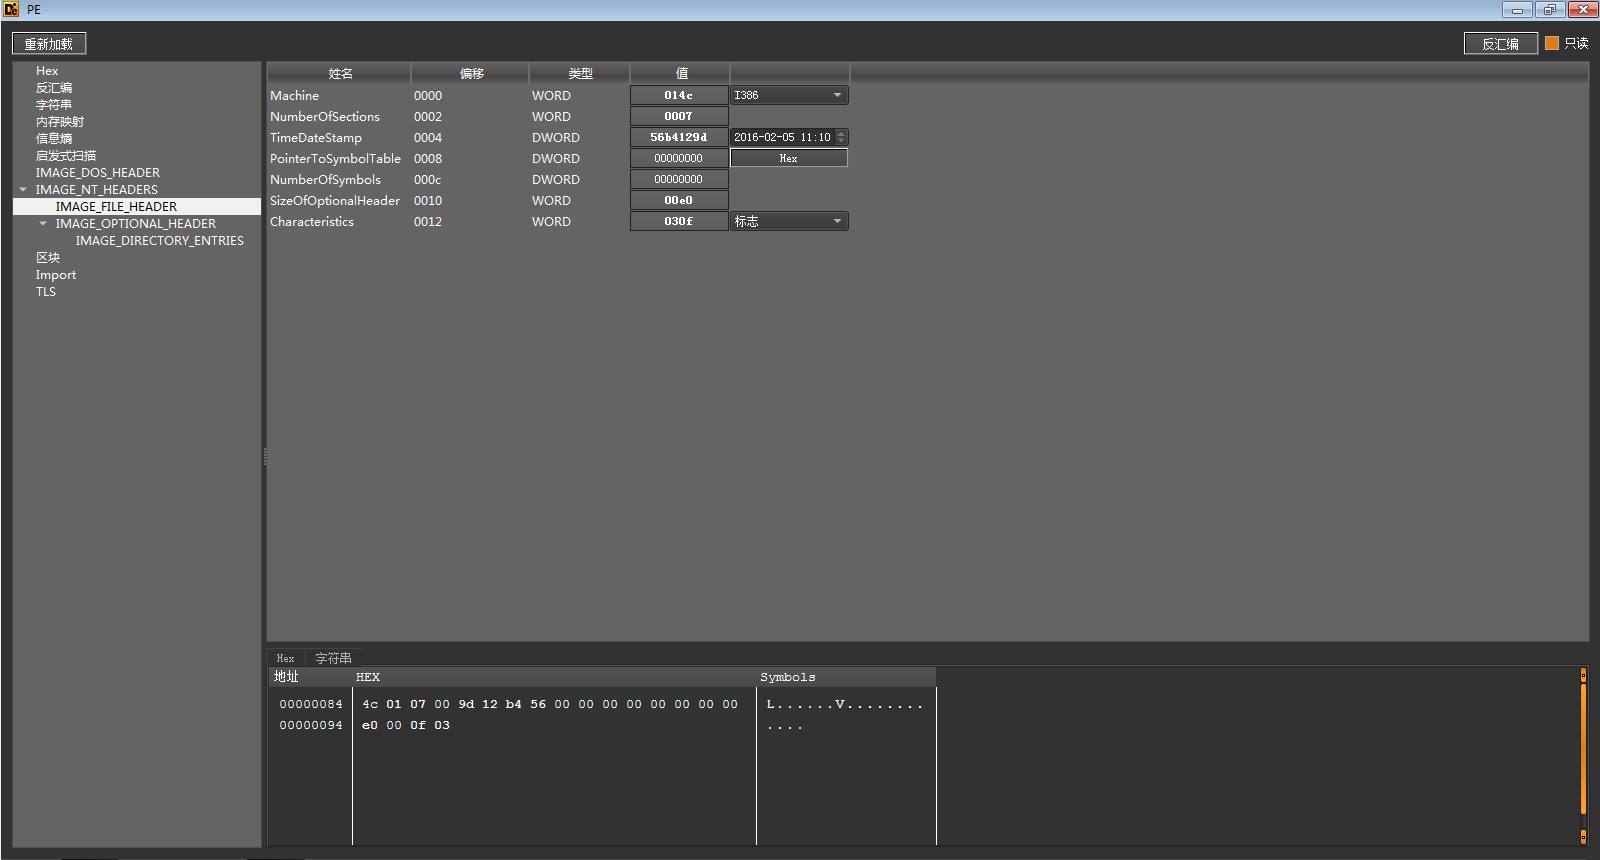 PE
重新加载
反汇编 只读
Hex
反汇编
字符串
内存映射
信息熵
启发式扫描
IMAGE_DOS_HEADER
IMAGE_NT_HEADERS
IMAGE_FILE_HEADER
IMAGE_OPTIONAL_HEADER
IMAGE_DIRECTORY_ENTRIES
区块
Import
TLS
姓名 偏移 类型 值
Machine 0000 WORD 014c I386
NumberOfSections 0002 WORD 0007
TimeDateStamp 0004 DWORD 56b4129d 2016-02-05 11:10
PointerToSymbolTable 0008 DWORD 00000000 Hex
NumberOfSymbols 000c DWORD 00000000
SizeOfOptionalHeader 0010 WORD 00e0
Characteristics 0012 WORD 030f 标志
Hex 字符串
地址 HEX Symbols
00000084 4c 01 07 00 9d 12 b4 56 00 00 00 00 00 00 00 00 L......V........
00000094 e0 00 0f 03 ....